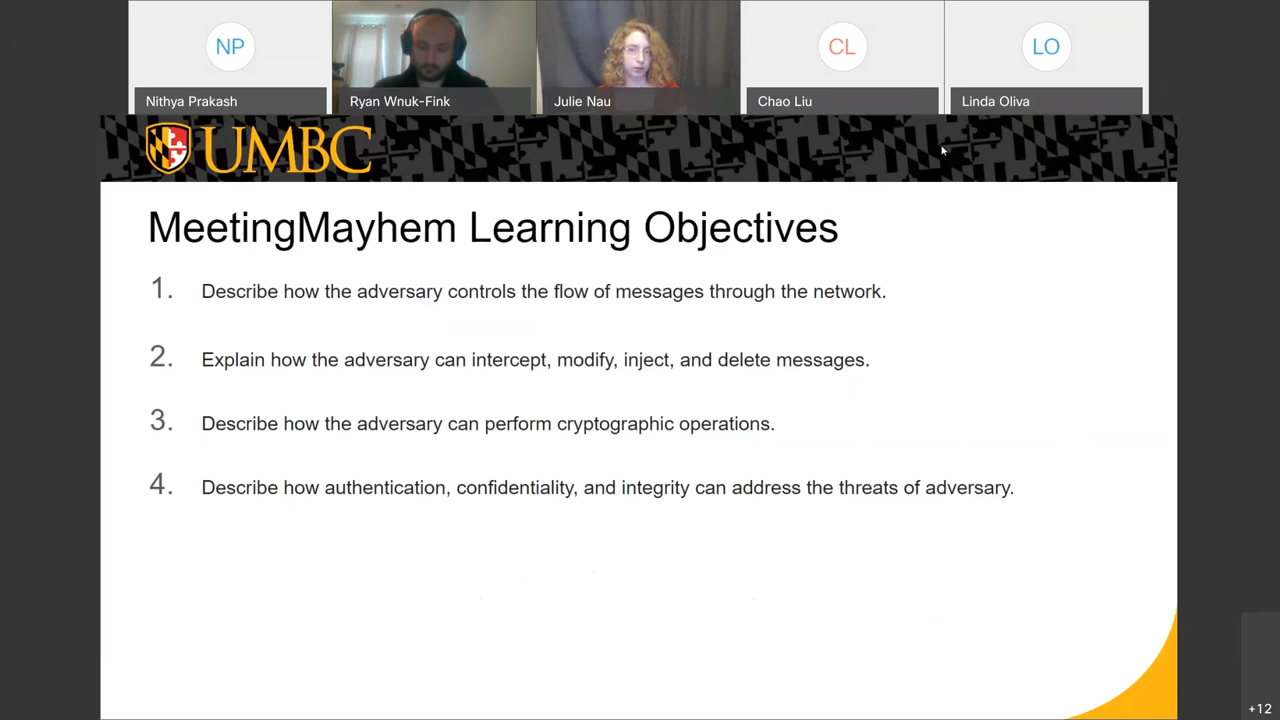 NP
CL
LO
Nithya Prakash
Ryan Wnuk-Fink
Julie Nau
Chao Liu
Linda Oliva
UMBC
MeetingMayhem Learning Objectives
1. Describe how the adversary controls the flow of messages through the network.
2. Explain how the adversary can intercept, modify, inject, and delete messages.
3. Describe how the adversary can perform cryptographic operations.
4. Describe how authentication, confidentiality, and integrity can address the threats of adversary.
+12